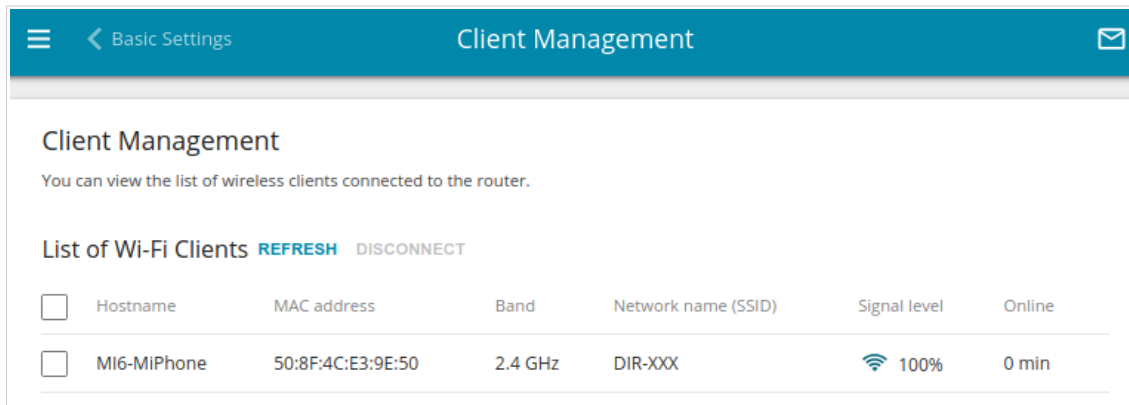 Basic Settings Client Management
Client Management
You can view the list of wireless clients connected to the router.
List of Wi-Fi Clients REFRESH DISCONNECT
Hostname MAC address Band Network name (SSID) Signal level Online
MI6-MiPhone 50:8F:4C:E3:9E:50 2.4 GHz DIR-XXX 100% 0 min